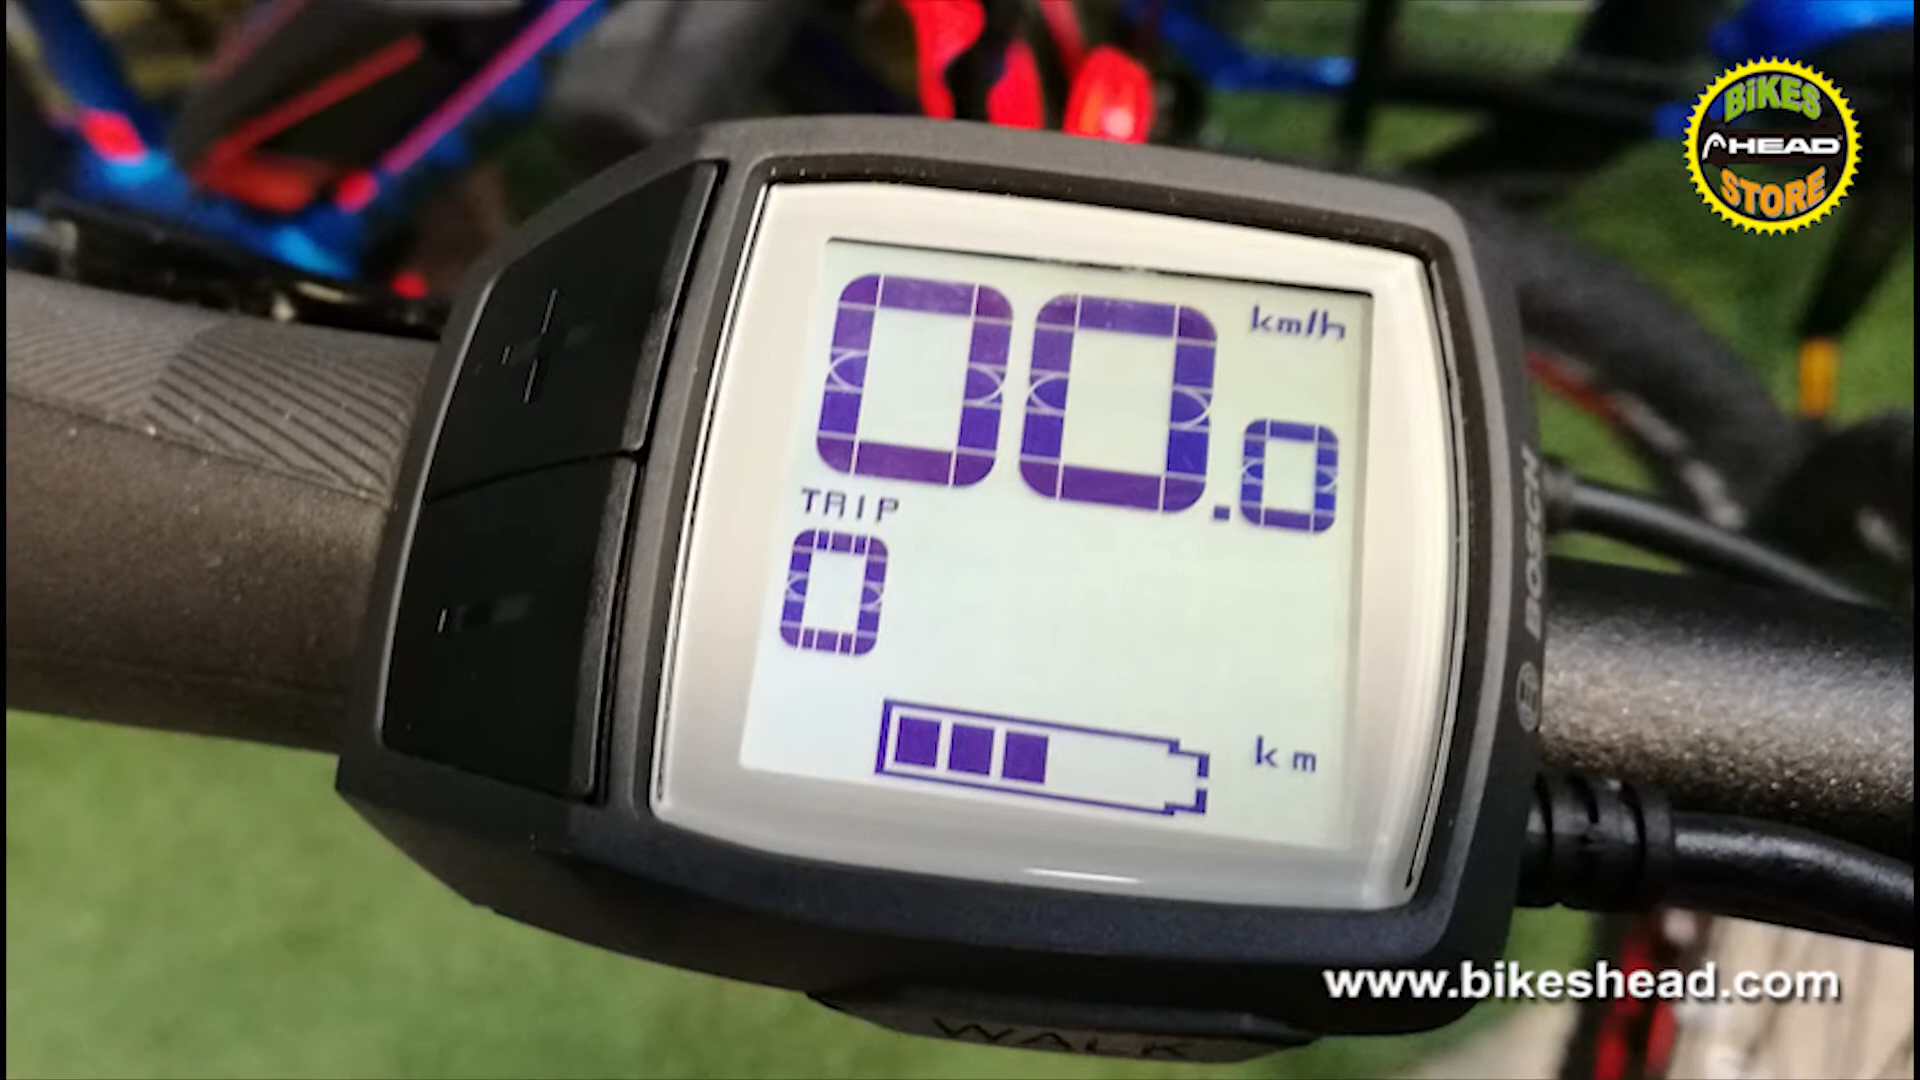 BiKES
HEAD
STORE
km/h
00.0
TRIP
0
km
BOSCH
WALK
www.bikeshead.com